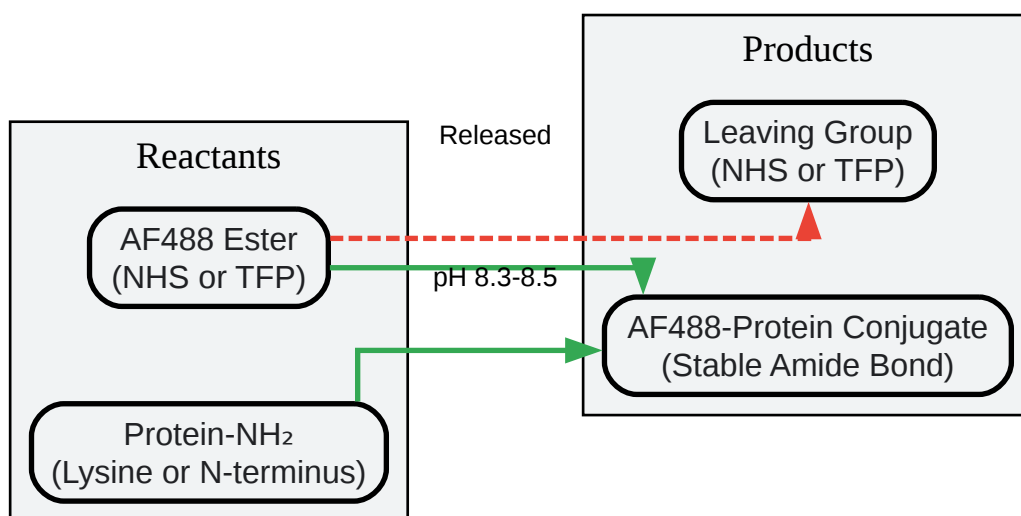 Reactants
AF488 Ester
(NHS or TFP)
Protein-NH₂
(Lysine or N-terminus)
Released
pH 8.3-8.5
Products
Leaving Group
(NHS or TFP)
AF488-Protein Conjugate
(Stable Amide Bond)